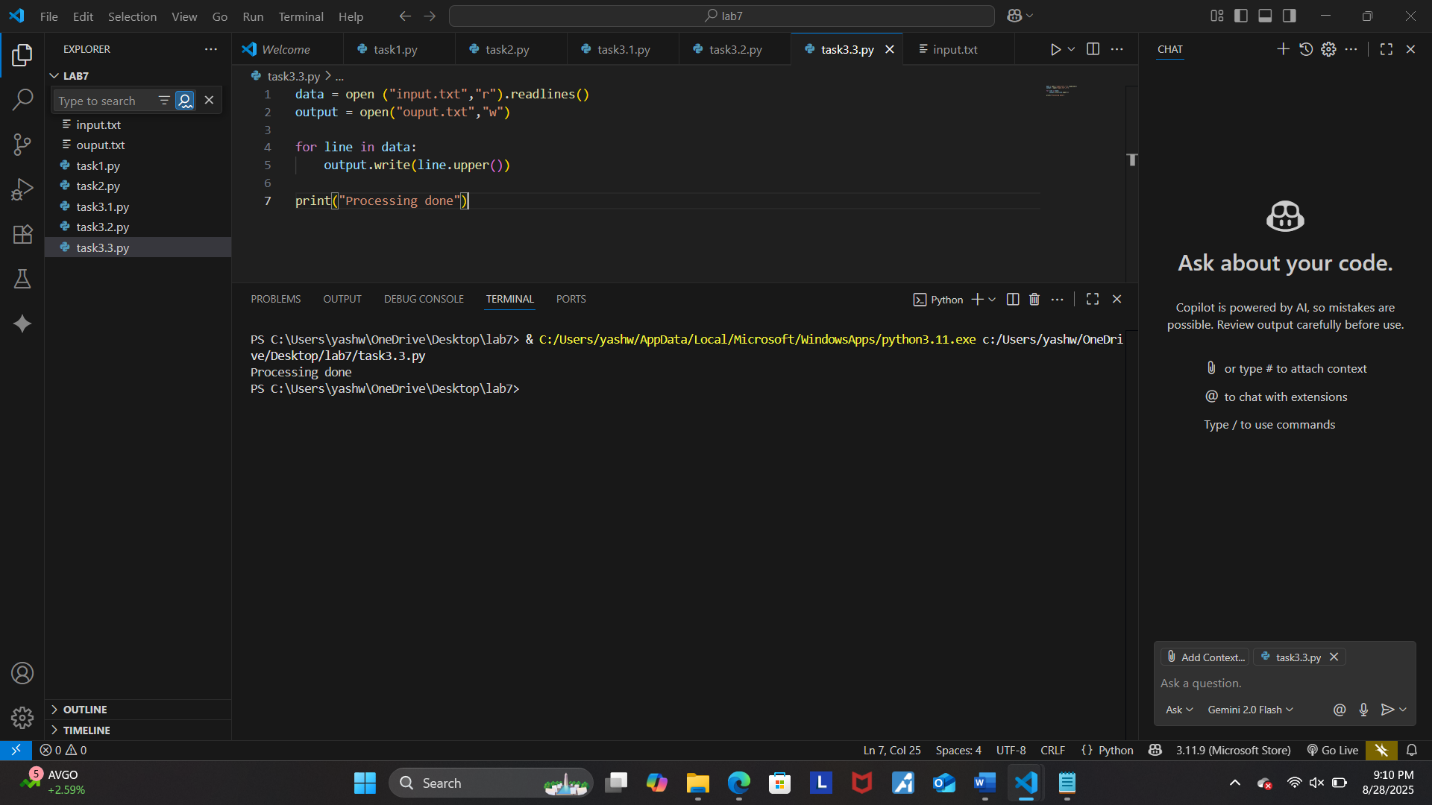 File Edit Selection View Go Run Terminal Help
lab7
EXPLORER
LAB7
Type to search
input.txt
ouput.txt
task1.py
task2.py
task3.1.py
task3.2.py
task3.3.py
OUTLINE
TIMELINE
Welcome task1.py task2.py task3.1.py task3.2.py task3.3.py input.txt
task3.3.py > ...
1 data = open ("input.txt","r").readlines()
2 output = open("ouput.txt","w")
3
4 for line in data:
5 output.write(line.upper())
6
7 print("Processing done")
PROBLEMS OUTPUT DEBUG CONSOLE TERMINAL PORTS
Python
PS C:\Users\yashw\OneDrive\Desktop\lab7> & C:/Users/yashw/AppData/Local/Microsoft/WindowsApps/python3.11.exe c:/Users/yashw/OneDri
ve/Desktop/lab7/task3.3.py
Processing done
PS C:\Users\yashw\OneDrive\Desktop\lab7>
CHAT
Ask about your code.
Copilot is powered by AI, so mistakes are
possible. Review output carefully before use.
or type # to attach context
@ to chat with extensions
Type / to use commands
Add Context... task3.3.py
Ask a question.
Ask Gemini 2.0 Flash @
0 0
Ln 7, Col 25 Spaces: 4 UTF-8 CRLF {} Python 3.11.9 (Microsoft Store) Go Live
5 AVGO
+2.59%
Search
L
W
9:10 PM
8/28/2025